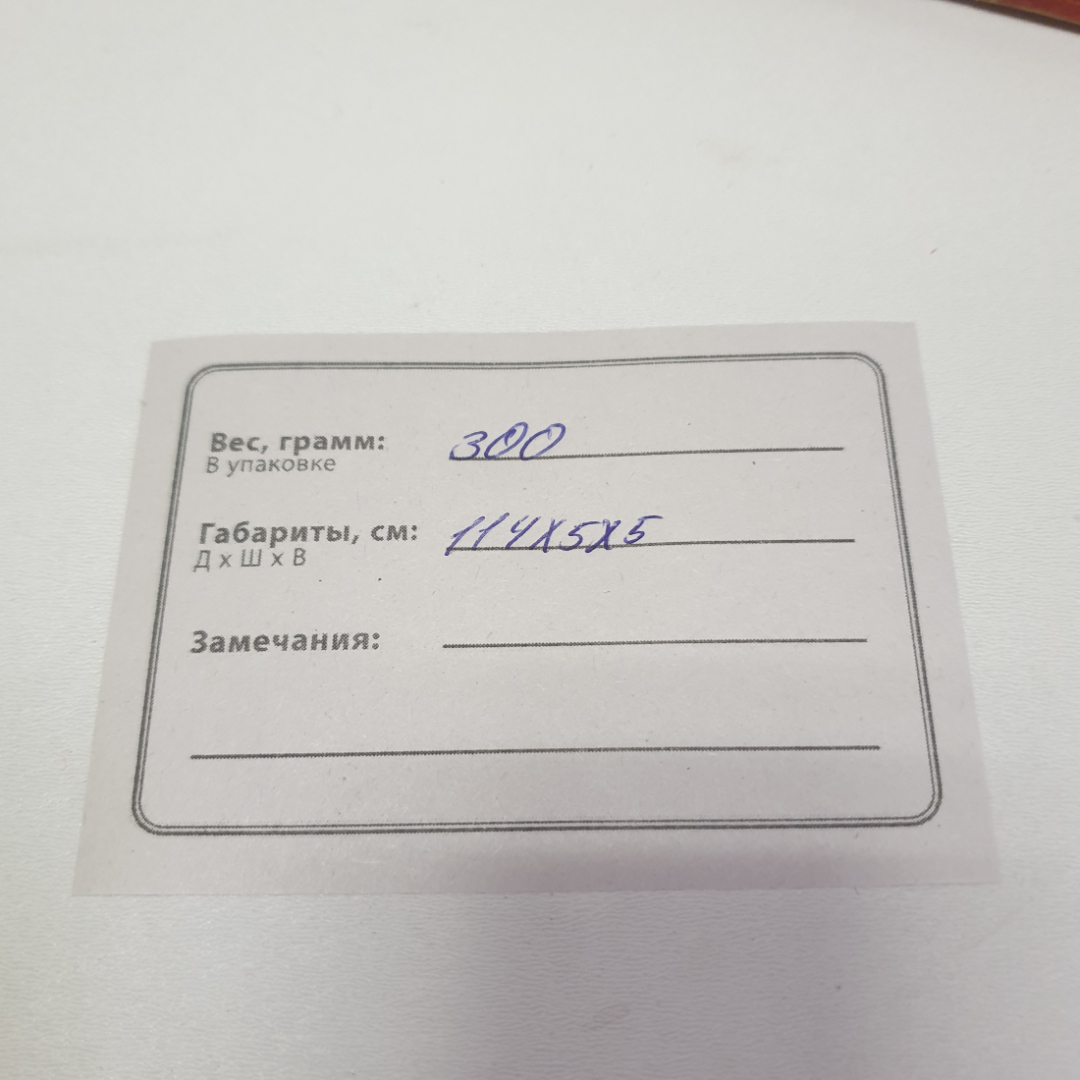 Вес, грамм: 300
В упаковке
Габариты, см: 114х5х5
Д х Ш х В
Замечания: